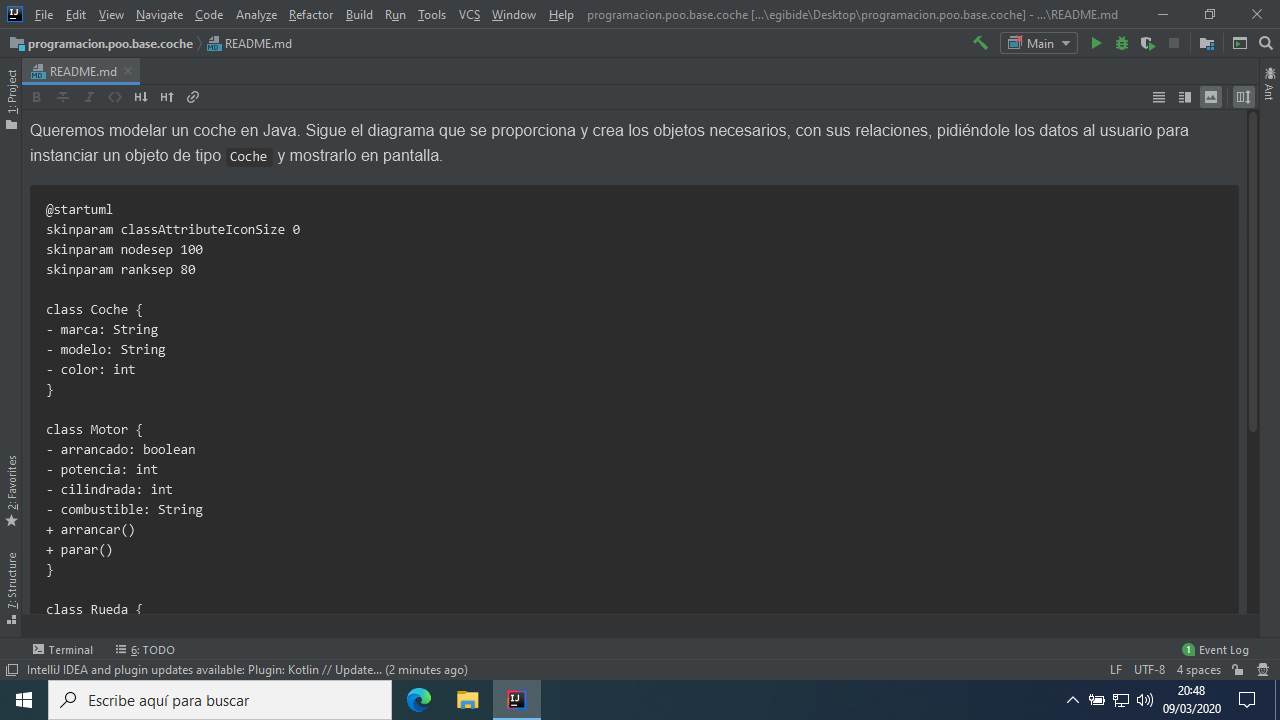 File Edit View Navigate Code Analyze Refactor Build Run Tools VCS Window Help programacion.poo.base.coche [...\egibide\Desktop\programacion.poo.base.coche] - ...\README.md
programacion.poo.base.coche README.md Main
1: Project
README.md
Ant
B I <> H↓ H↑
Queremos modelar un coche en Java. Sigue el diagrama que se proporciona y crea los objetos necesarios, con sus relaciones, pidiéndole los datos al usuario para
instanciar un objeto de tipo Coche y mostrarlo en pantalla.
@startuml
skinparam classAttributeIconSize 0
skinparam nodesep 100
skinparam ranksep 80
class Coche {
- marca: String
- modelo: String
- color: int
}
class Motor {
- arrancado: boolean
- potencia: int
- cilindrada: int
- combustible: String
+ arrancar()
+ parar()
}
class Rueda {
2: Favorites
7: Structure
Terminal 6: TODO 1 Event Log
IntelliJ IDEA and plugin updates available: Plugin: Kotlin // Update... (2 minutes ago) LF UTF-8 4 spaces
Escribe aquí para buscar
20:48
09/03/2020